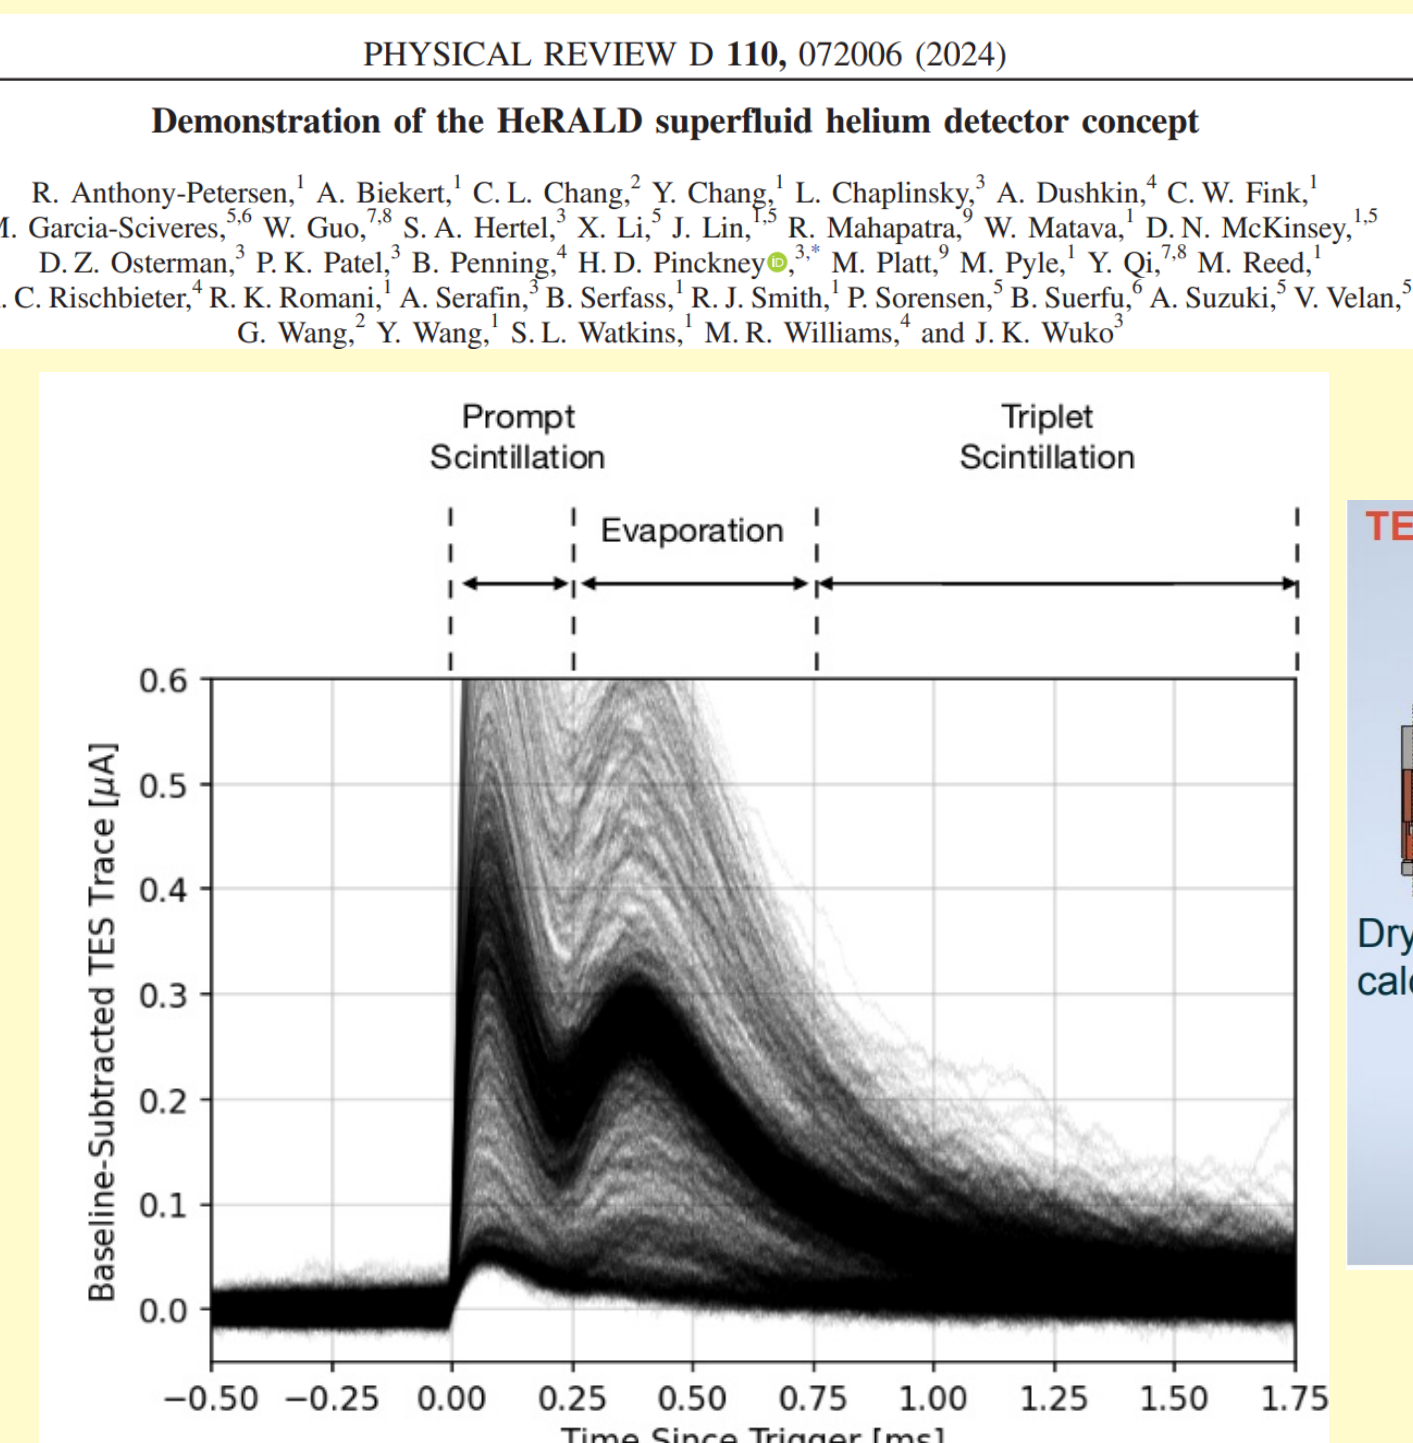 PHYSICAL REVIEW D 110, 072006 (2024)
Demonstration of the HeRALD superfluid helium detector concept
R. Anthony-Petersen,1 A. Biekert,1 C. L. Chang,2 Y. Chang,1 L. Chaplinsky,3 A. Dushkin,4 C. W. Fink,1
M. Garcia-Sciveres,5,6 W. Guo,7,8 S. A. Hertel,3 X. Li,5 J. Lin,1,5 R. Mahapatra,9 W. Matava,1 D. N. McKinsey,1,5
D. Z. Osterman,3 P. K. Patel,3 B. Penning,4 H. D. Pinckney iD,3,* M. Platt,9 M. Pyle,1 Y. Qi,7,8 M. Reed,1
. C. Rischbieter,4 R. K. Romani,1 A. Serafin,3 B. Serfass,1 R. J. Smith,1 P. Sorensen,5 B. Suerfu,6 A. Suzuki,5 V. Velan,5
G. Wang,2 Y. Wang,1 S. L. Watkins,1 M. R. Williams,4 and J. K. Wuko3
Prompt
Scintillation
Triplet
Scintillation
Evaporation
TE
Dry
calo
0.6
0.5
0.4
0.3
0.2
0.1
0.0
Baseline-Subtracted TES Trace [μA]
−0.50 −0.25 0.00 0.25 0.50 0.75 1.00 1.25 1.50 1.75
Time Since Trigger [ms]